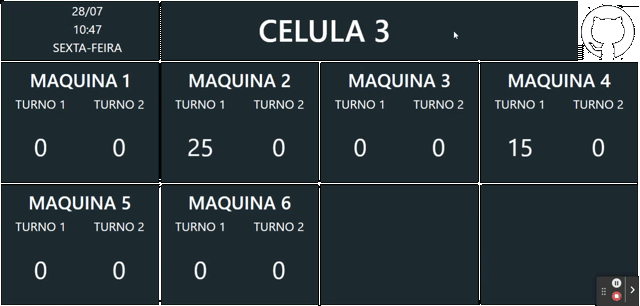 28/07
10:47
SEXTA-FEIRA
CELULA 3
MAQUINA 1
TURNO 1 TURNO 2
0 0
MAQUINA 2
TURNO 1 TURNO 2
25 0
MAQUINA 3
TURNO 1 TURNO 2
0 0
MAQUINA 4
TURNO 1 TURNO 2
15 0
MAQUINA 5
TURNO 1 TURNO 2
0 0
MAQUINA 6
TURNO 1 TURNO 2
0 0